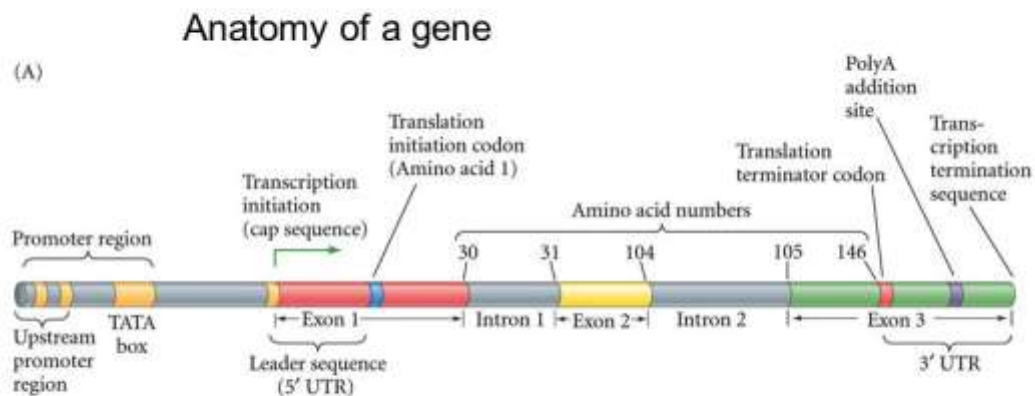 Anatomy of a gene
(A)
PolyA
addition
site
Trans-
cription
termination
sequence
Translation
initiation codon
(Amino acid 1)
Translation
terminator codon
Transcription
initiation
(cap sequence)
Amino acid numbers
Promoter region
30 31 104 105 146
Exon 1 Intron 1 Exon 2 Intron 2 Exon 3
Upstream
promoter
region
TATA
box
Leader sequence
(5′ UTR)
3′ UTR